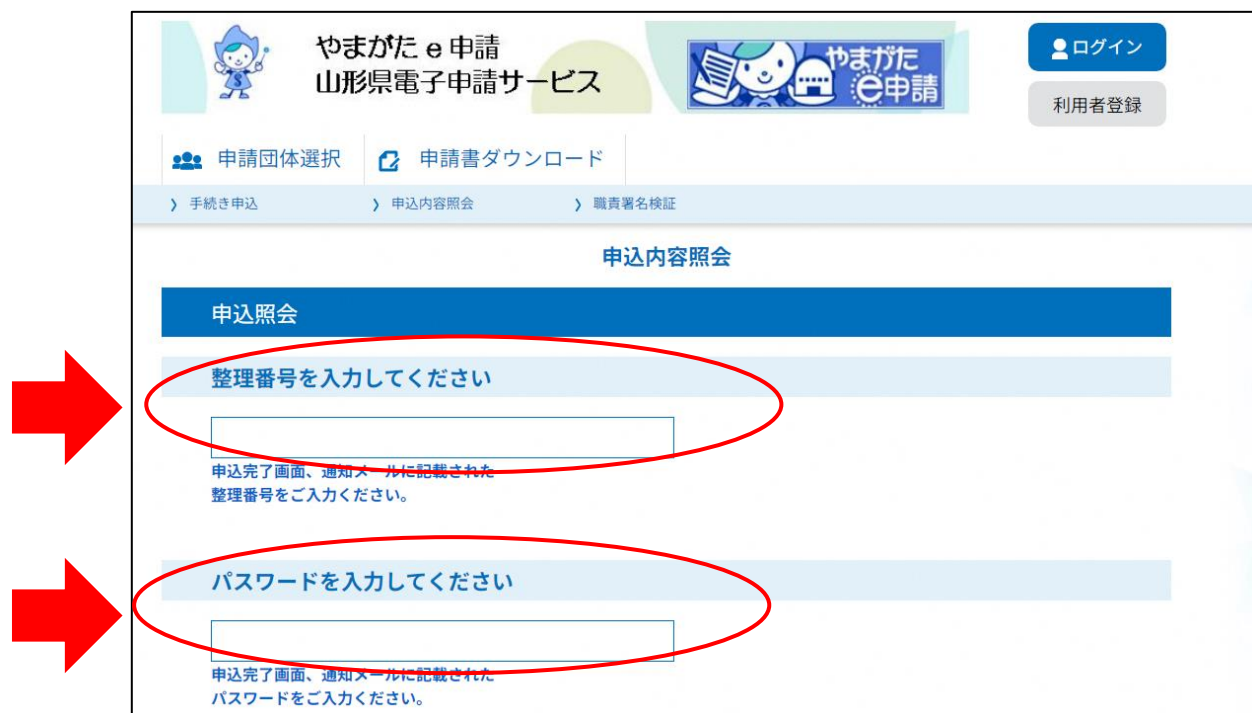 やまがた e 申請
山形県電子申請サービス
やまがた
e申請
ログイン
利用者登録
申請団体選択
申請書ダウンロード
手続き申込
申込内容照会
職責署名検証
申込内容照会
申込照会
整理番号を入力してください
申込完了画面、通知メールに記載された
整理番号をご入力ください。
パスワードを入力してください
申込完了画面、通知メールに記載された
パスワードをご入力ください。